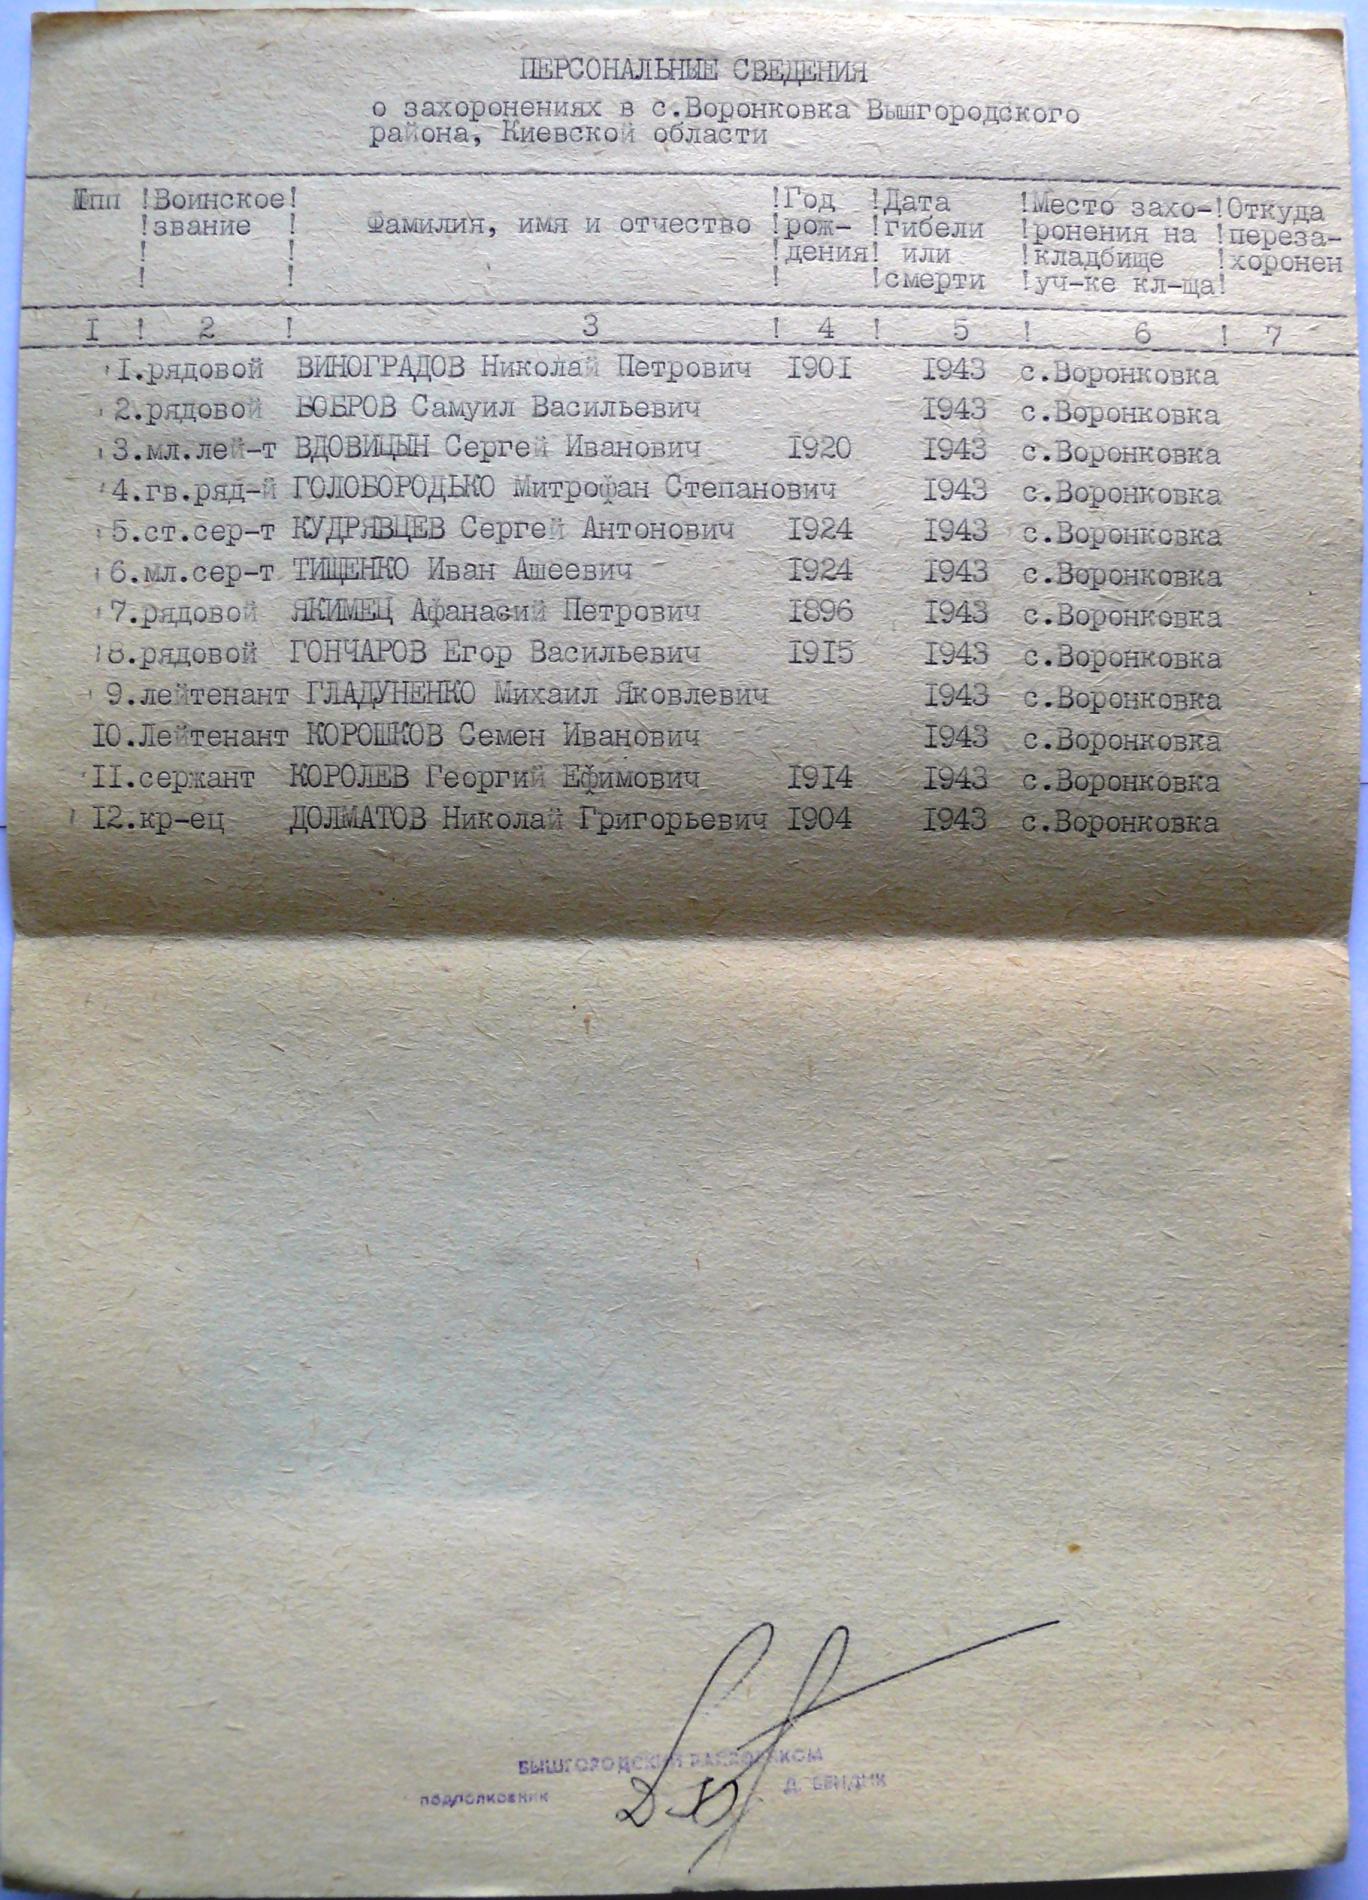 ПЕРСОНАЛЬНЫЕ СВЕДЕНИЯ
о захоронениях в с.Воронковка Вышгородского
района, Киевской области
№пп !Воинское! Фамилия, имя и отчество !Год !Дата !Место захо-!Откуда
!звание ! !рож- !гибели !ронения на !переза-
! ! !дения! или !кладбище !хоронен
! ! ! !смерти !уч-ке кл-ща!
I ! 2 ! 3 ! 4 ! 5 ! 6 ! 7
I.рядовой ВИНОГРАДОВ Николай Петрович I90I I943 с.Воронковка
2.рядовой БОБРОВ Самуил Васильевич I943 с.Воронковка
3.мл.лей-т ВДОВИЦЫН Сергей Иванович I920 I943 с.Воронковка
4.гв.ряд-й ГОЛОБОРОДЬКО Митрофан Степанович I943 с.Воронковка
5.ст.сер-т КУДРЯВЦЕВ Сергей Антонович I924 I943 с.Воронковка
6.мл.сер-т ТИЩЕНКО Иван Ашеевич I924 I943 с.Воронковка
7.рядовой ЯКИМЕЦ Афанасий Петрович I896 I943 с.Воронковка
8.рядовой ГОНЧАРОВ Егор Васильевич I9I5 I943 с.Воронковка
9.лейтенант ГЛАДУНЕНКО Михаил Яковлевич I943 с.Воронковка
I0.Лейтенант КОРОШКОВ Семен Иванович I943 с.Воронковка
II.сержант КОРОЛЕВ Георгий Ефимович I9I4 I943 с.Воронковка
I2.кр-ец ДОЛМАТОВ Николай Григорьевич I904 I943 с.Воронковка
ВЫШГОРОДСКИЙ РАЙВОЕНКОМ
ПОДПОЛКОВНИК Д. БЕНДИК